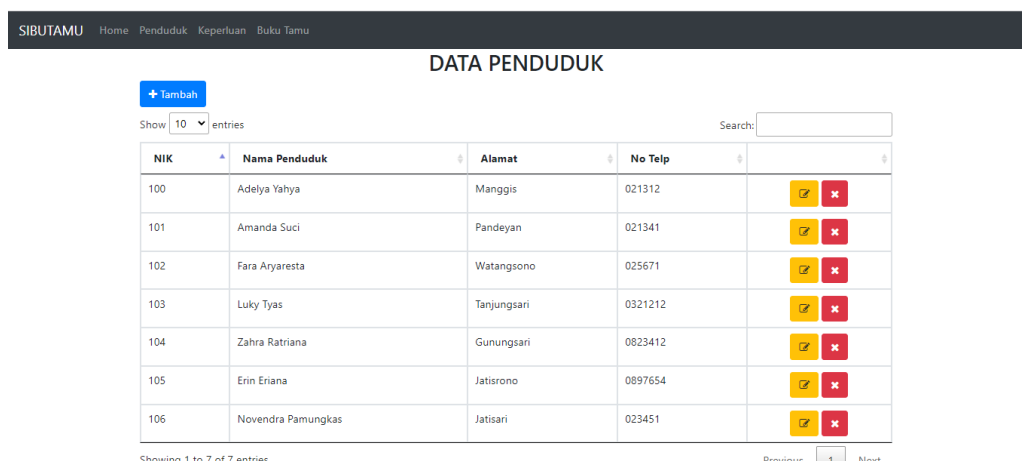 SIBUTAMU Home Penduduk Keperluan Buku Tamu
DATA PENDUDUK
Tambah
Show 10 entries Search:
NIK Nama Penduduk Alamat No Telp
100 Adelya Yahya Manggis 021312
101 Amanda Suci Pandeyan 021341
102 Fara Aryaresta Watangsono 025671
103 Luky Tyas Tanjungsari 0321212
104 Zahra Ratriana Gunungsari 0823412
105 Erin Eriana Jatisrono 0897654
106 Novendra Pamungkas Jatisari 023451
Showing 1 to 7 of 7 entries Previous 1 Next